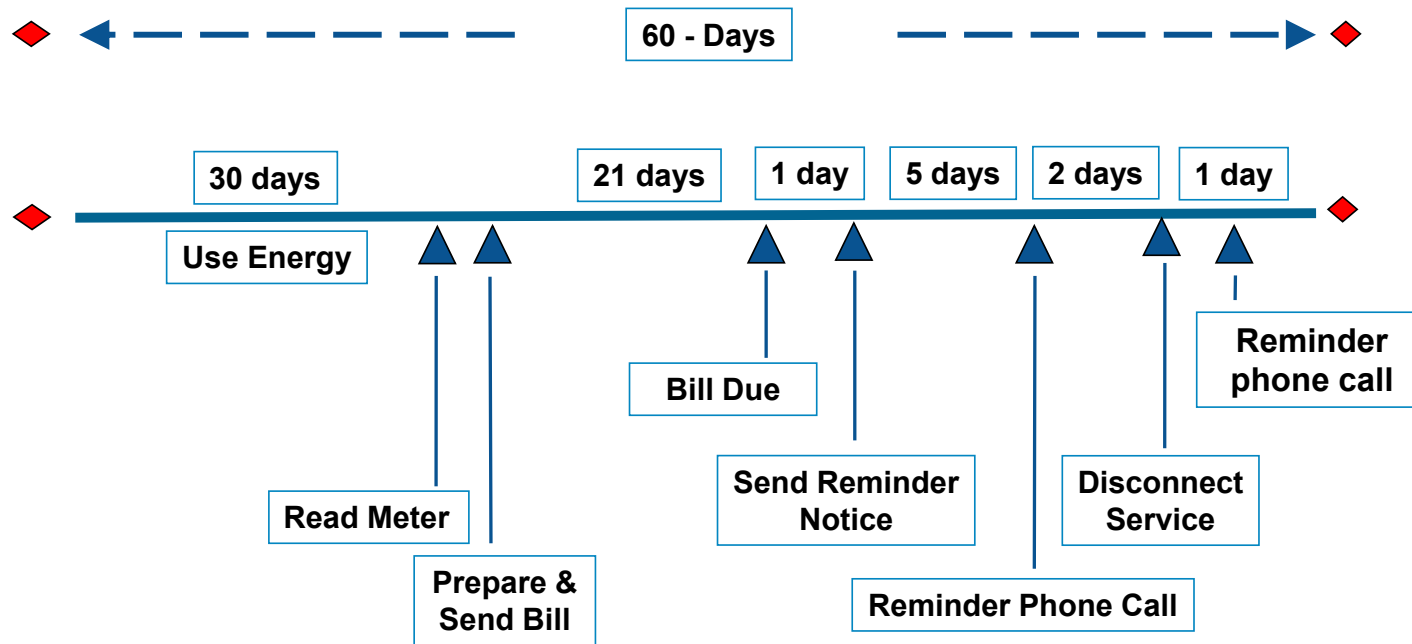 60 - Days
30 days
21 days
1 day
5 days
2 days
1 day
Use Energy
Read Meter
Prepare &
Send Bill
Bill Due
Send Reminder
Notice
Reminder Phone Call
Disconnect
Service
Reminder
phone call